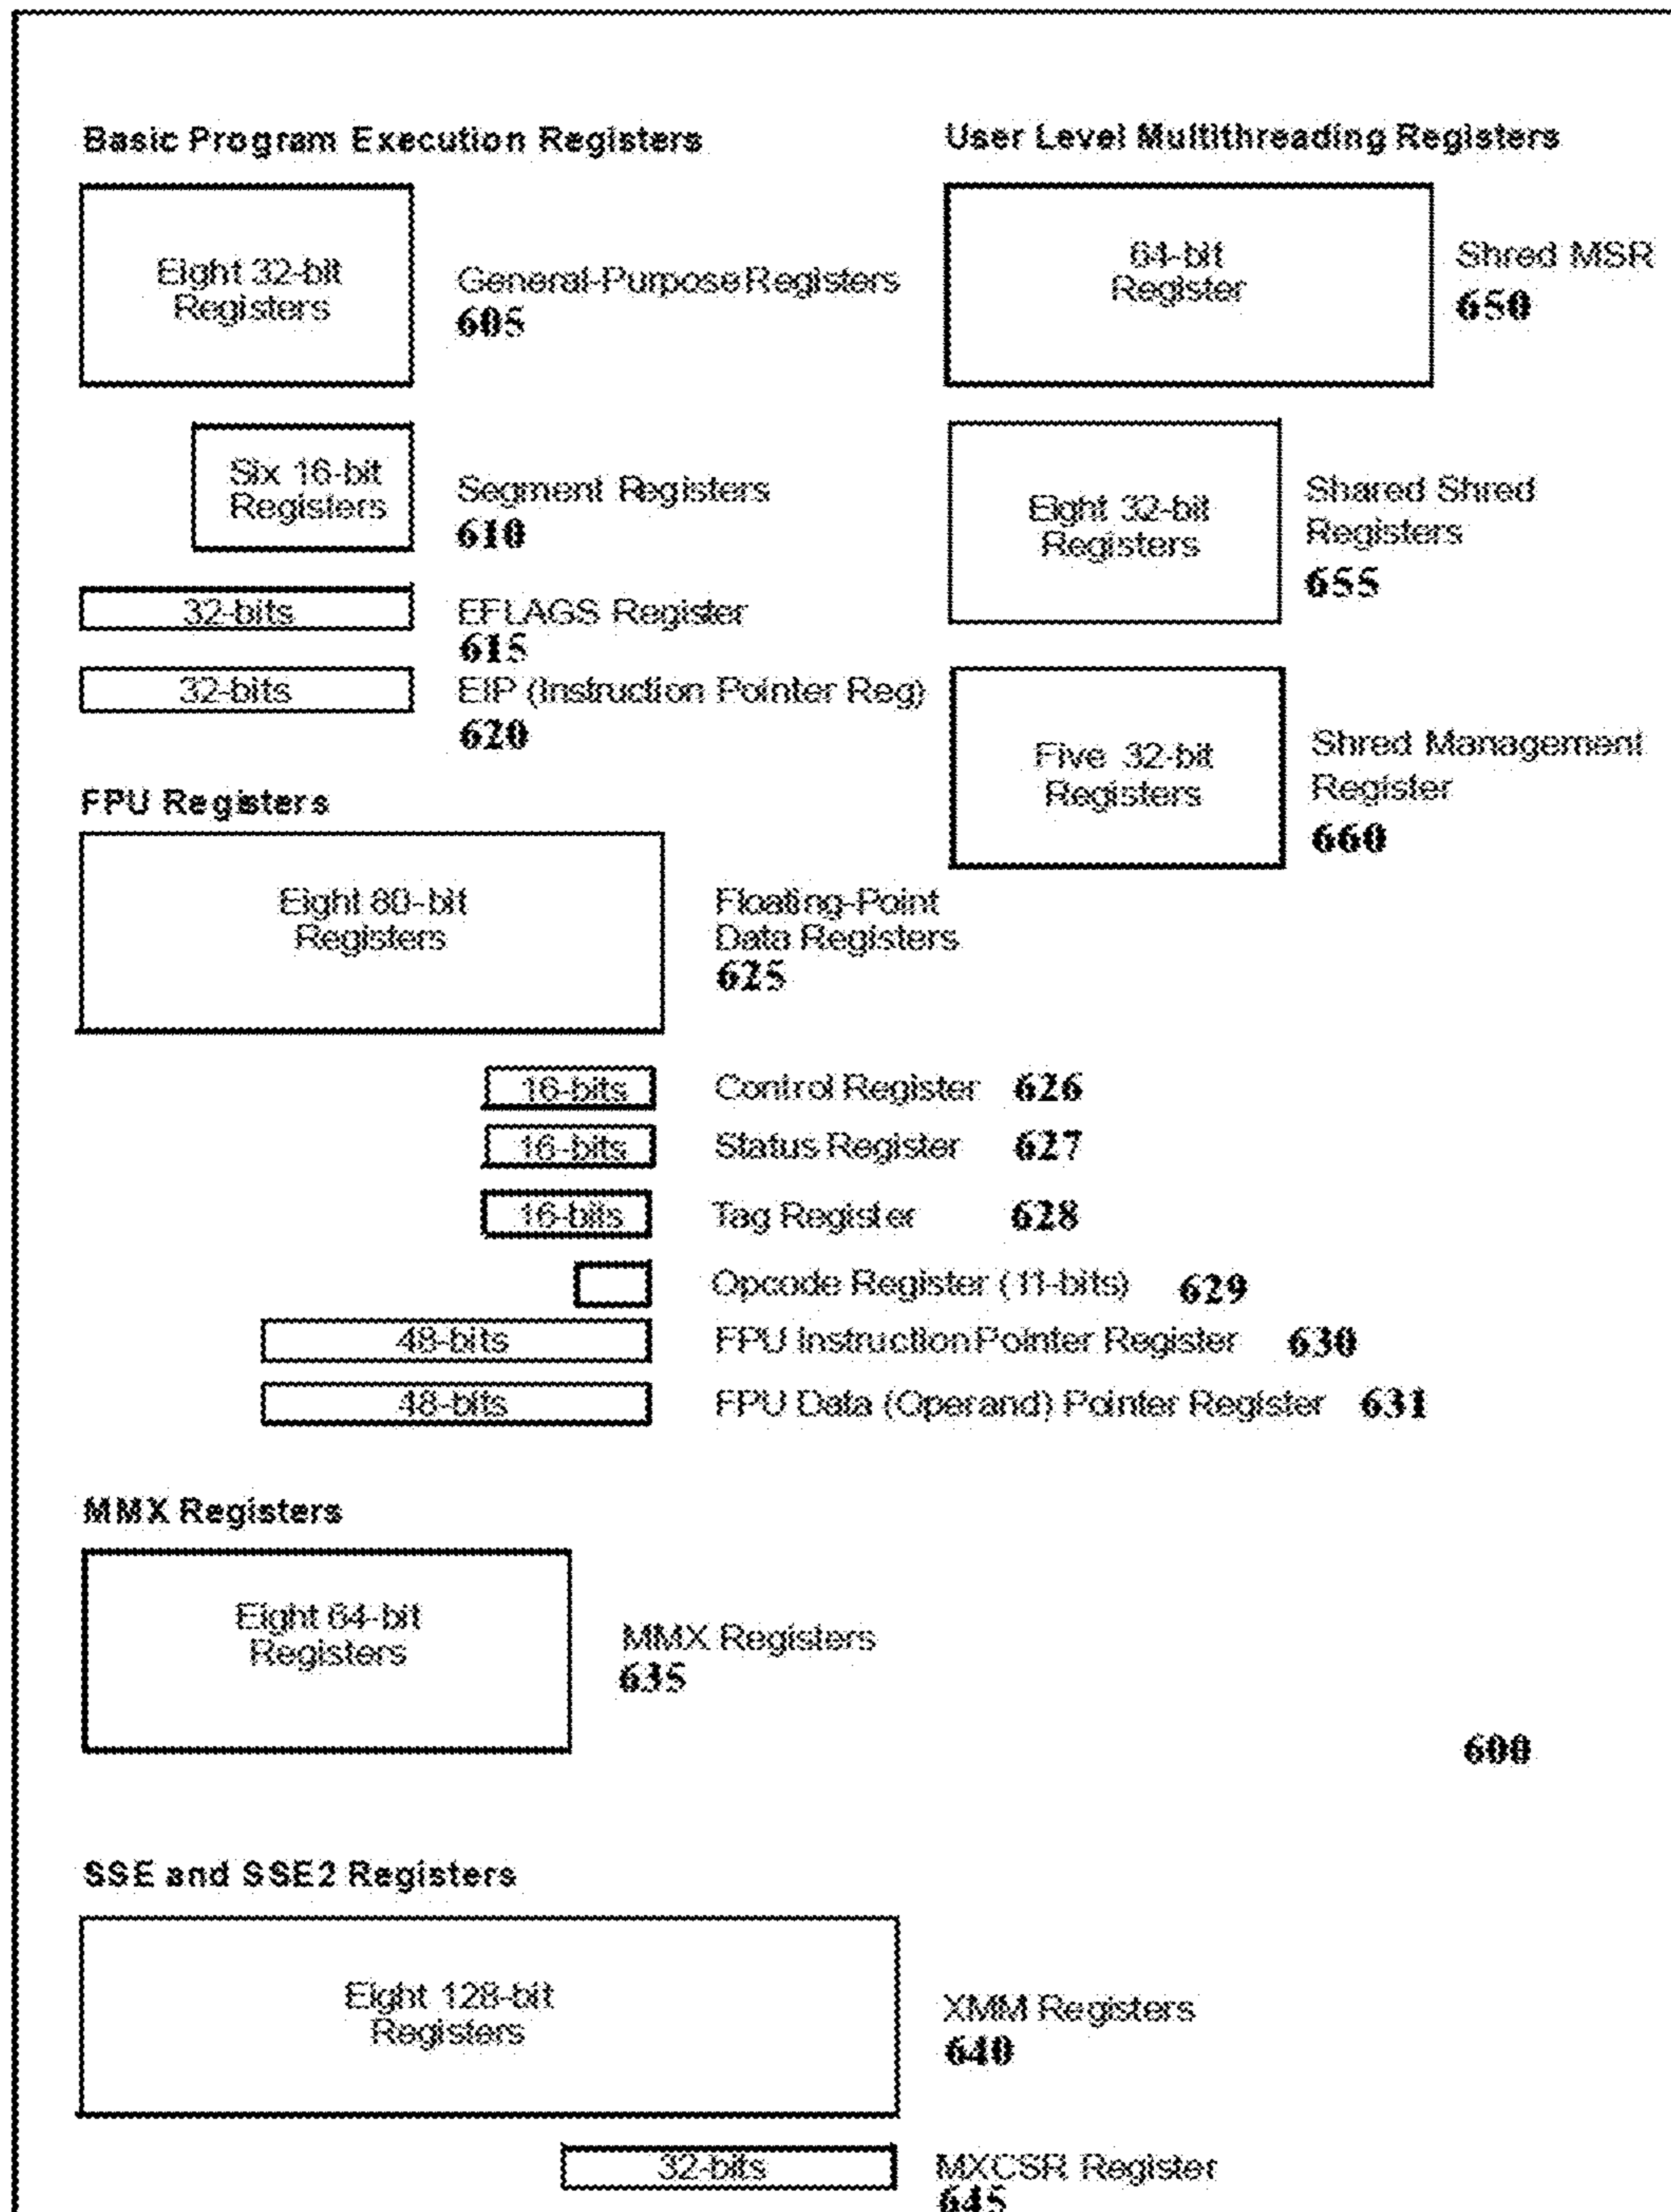 Basic Program Execution Registers
Eight 32-bit
Registers
General-Purpose Registers
605
Six 16-bit
Registers
Segment Registers
610
32-bits
EFLAGS Register
615
32-bits
EIP (Instruction Pointer Reg)
620
User Level Multithreading Registers
64-bit
Register
Shred MSR
650
Eight 32-bit
Registers
Shared Shred
Registers
655
Five 32-bit
Registers
Shred Management
Register
660
FPU Registers
Eight 80-bit
Registers
Floating-Point
Data Registers
625
16-bits
Control Register 626
16-bits
Status Register 627
16-bits
Tag Register 628
Opcode Register (11-bits) 629
48-bits
FPU Instruction Pointer Register 630
48-bits
FPU Data (Operand) Pointer Register 631
MMX Registers
Eight 64-bit
Registers
MMX Registers
635
600
SSE and SSE2 Registers
Eight 128-bit
Registers
XMM Registers
640
32-bits
MXCSR Register
645